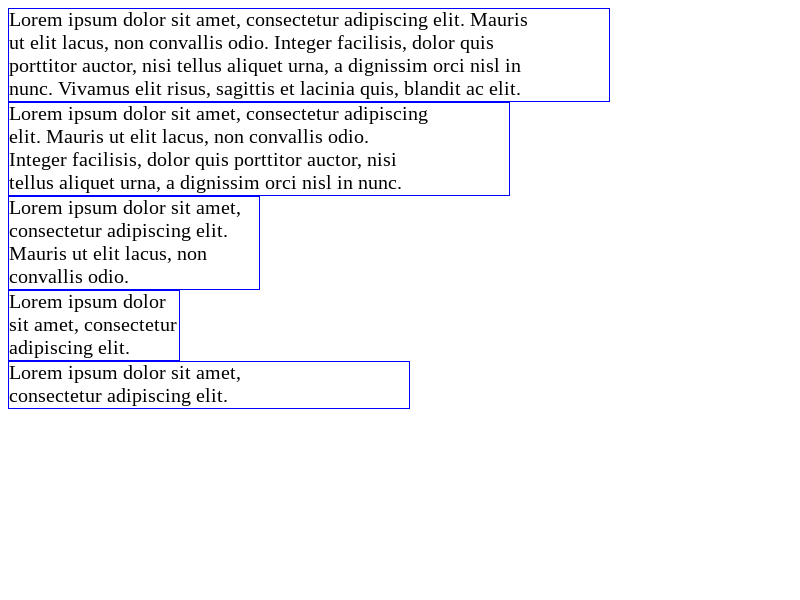 Lorem ipsum dolor sit amet, consectetur adipiscing elit. Mauris
ut elit lacus, non convallis odio. Integer facilisis, dolor quis
porttitor auctor, nisi tellus aliquet urna, a dignissim orci nisl in
nunc. Vivamus elit risus, sagittis et lacinia quis, blandit ac elit.
Lorem ipsum dolor sit amet, consectetur adipiscing
elit. Mauris ut elit lacus, non convallis odio.
Integer facilisis, dolor quis porttitor auctor, nisi
tellus aliquet urna, a dignissim orci nisl in nunc.
Lorem ipsum dolor sit amet,
consectetur adipiscing elit.
Mauris ut elit lacus, non
convallis odio.
Lorem ipsum dolor
sit amet, consectetur
adipiscing elit.
Lorem ipsum dolor sit amet,
consectetur adipiscing elit.